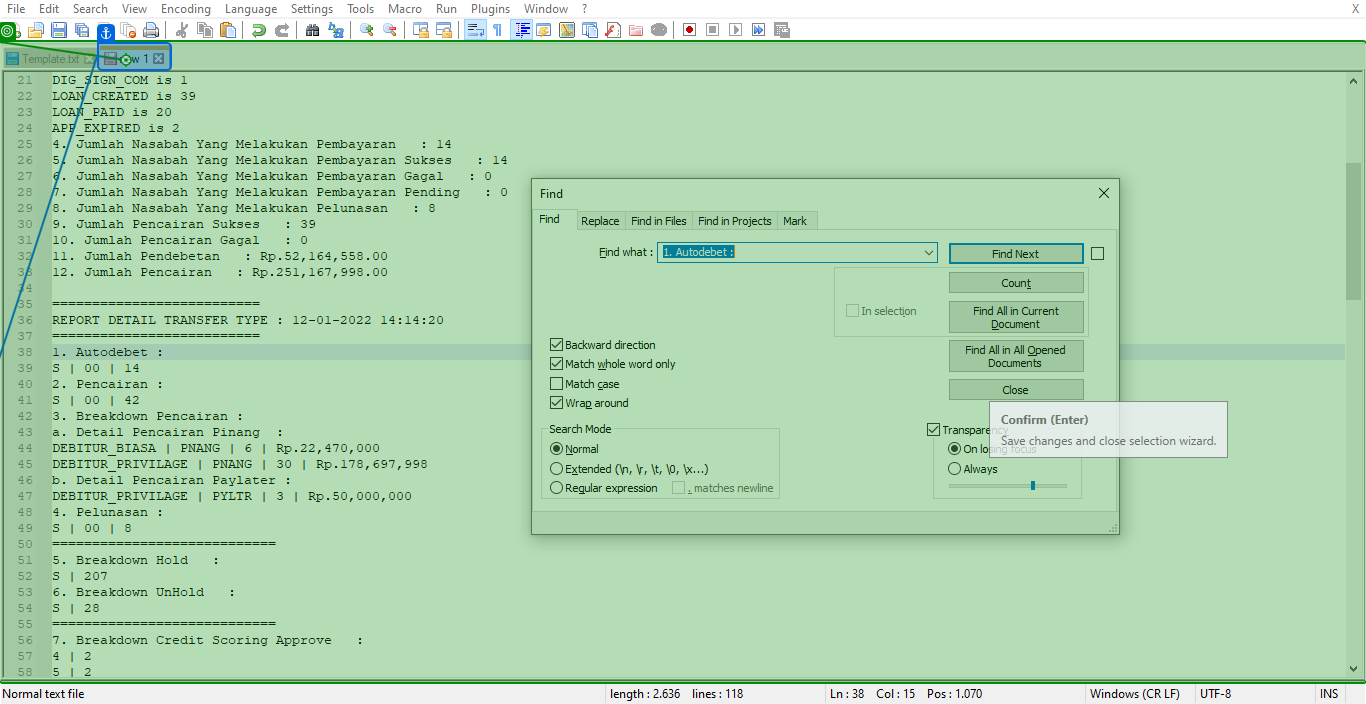 File Edit Search View Encoding Language Settings Tools Macro Run Plugins Window ? X
Template.txt
w 1
21 DIG_SIGN_COM is 1
22 LOAN_CREATED is 39
23 LOAN_PAID is 20
24 APP_EXPIRED is 2
25 4. Jumlah Nasabah Yang Melakukan Pembayaran : 14
26 5. Jumlah Nasabah Yang Melakukan Pembayaran Sukses : 14
27 6. Jumlah Nasabah Yang Melakukan Pembayaran Gagal : 0
28 7. Jumlah Nasabah Yang Melakukan Pembayaran Pending : 0
29 8. Jumlah Nasabah Yang Melakukan Pelunasan : 8
30 9. Jumlah Pencairan Sukses : 39
31 10. Jumlah Pencairan Gagal : 0
32 11. Jumlah Pendebetan : Rp.52,164,558.00
33 12. Jumlah Pencairan : Rp.251,167,998.00
34
35 ==========================
36 REPORT DETAIL TRANSFER TYPE : 12-01-2022 14:14:20
37 ==========================
38 1. Autodebet :
39 S | 00 | 14
40 2. Pencairan :
41 S | 00 | 42
42 3. Breakdown Pencairan :
43 a. Detail Pencairan Pinang :
44 DEBITUR_BIASA | PNANG | 6 | Rp.22,470,000
45 DEBITUR_PRIVILAGE | PNANG | 30 | Rp.178,697,998
46 b. Detail Pencairan Paylater :
47 DEBITUR_PRIVILAGE | PYLTR | 3 | Rp.50,000,000
48 4. Pelunasan :
49 S | 00 | 8
50 ============================
51 5. Breakdown Hold :
52 S | 207
53 6. Breakdown UnHold :
54 S | 28
55 ============================
56 7. Breakdown Credit Scoring Approve :
57 4 | 2
58 5 | 2
Find
Find Replace Find in Files Find in Projects Mark
Find what : 1. Autodebet :
Find Next
Count
In selection
Find All in Current
Document
Find All in All Opened
Documents
Close
Backward direction
Match whole word only
Match case
Wrap around
Search Mode
Normal
Extended (\n, \r, \t, \0, \x...)
Regular expression . matches newline
Transparency
On losing focus
Always
Confirm (Enter)
Save changes and close selection wizard.
Normal text file length : 2.636 lines : 118 Ln : 38 Col : 15 Pos : 1.070 Windows (CR LF) UTF-8 INS